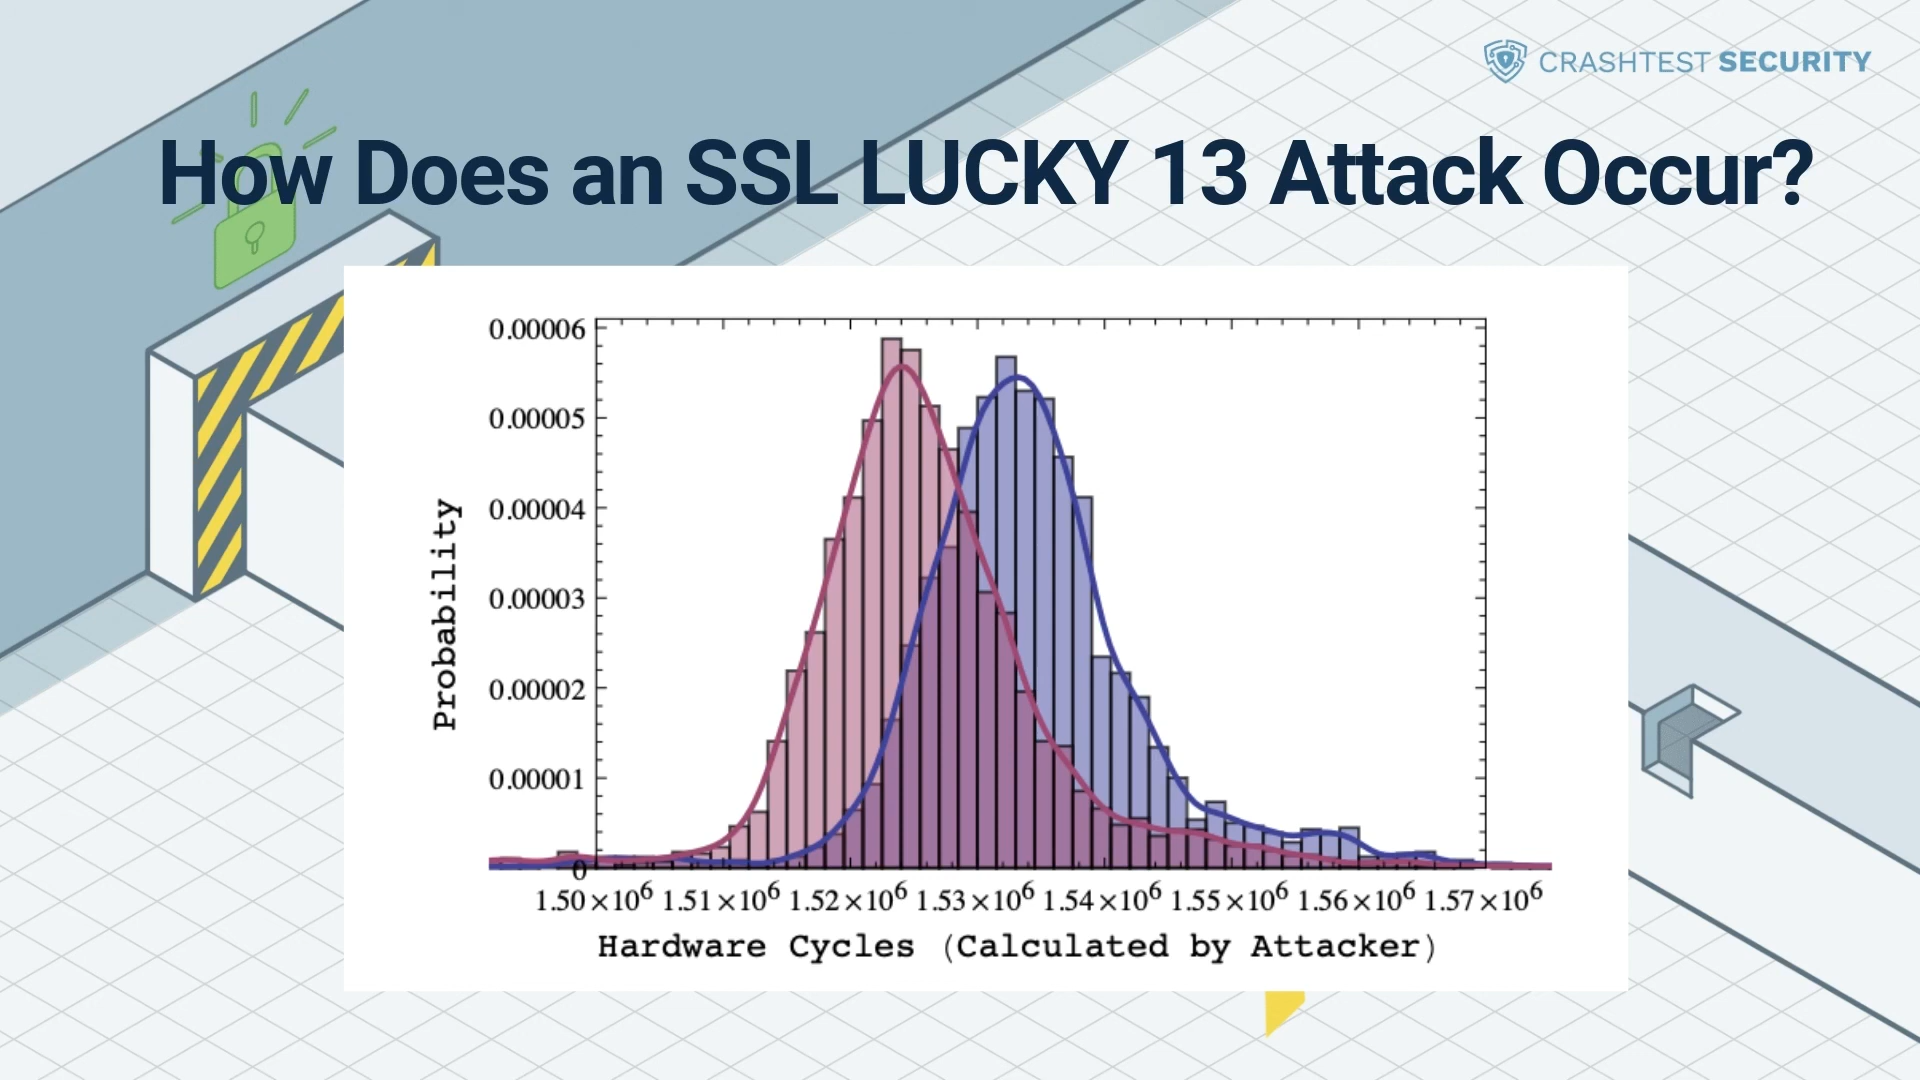 CRASHTEST SECURITY
How Does an SSL LUCKY 13 Attack Occur?
0.00006
0.00005
0.00004
0.00003
0.00002
0.00001
0
Probability
1.50×10⁶ 1.51×10⁶ 1.52×10⁶ 1.53×10⁶ 1.54×10⁶ 1.55×10⁶ 1.56×10⁶ 1.57×10⁶
Hardware Cycles (Calculated by Attacker)